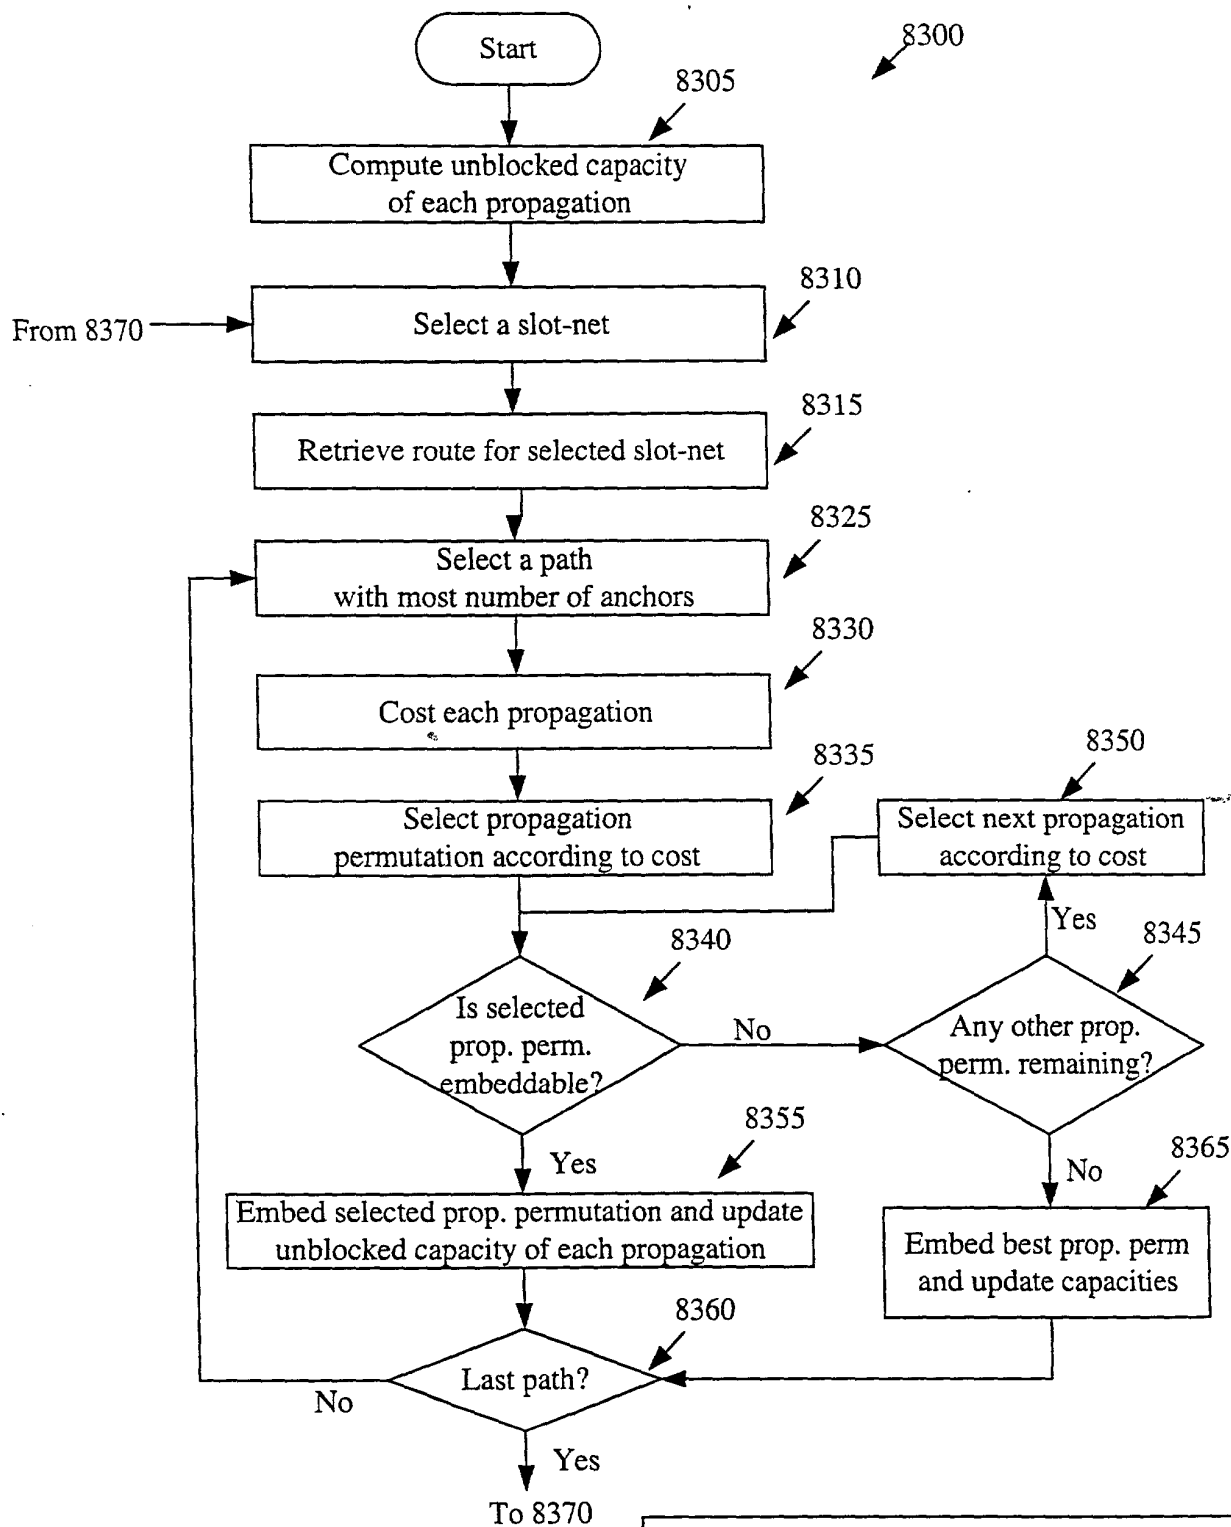 Start
8300
8305
Compute unblocked capacity
of each propagation
8310
From 8370
Select a slot-net
8315
Retrieve route for selected slot-net
8325
Select a path
with most number of anchors
8330
Cost each propagation
8335
Select propagation
permutation according to cost
8350
Select next propagation
according to cost
Yes
8340
8345
Is selected
prop. perm.
embeddable?
No
Any other prop.
perm. remaining?
8355
Yes
8365
No
Embed selected prop. permutation and update
unblocked capacity of each propagation
Embed best prop. perm
and update capacities
8360
Last path?
No
Yes
To 8370